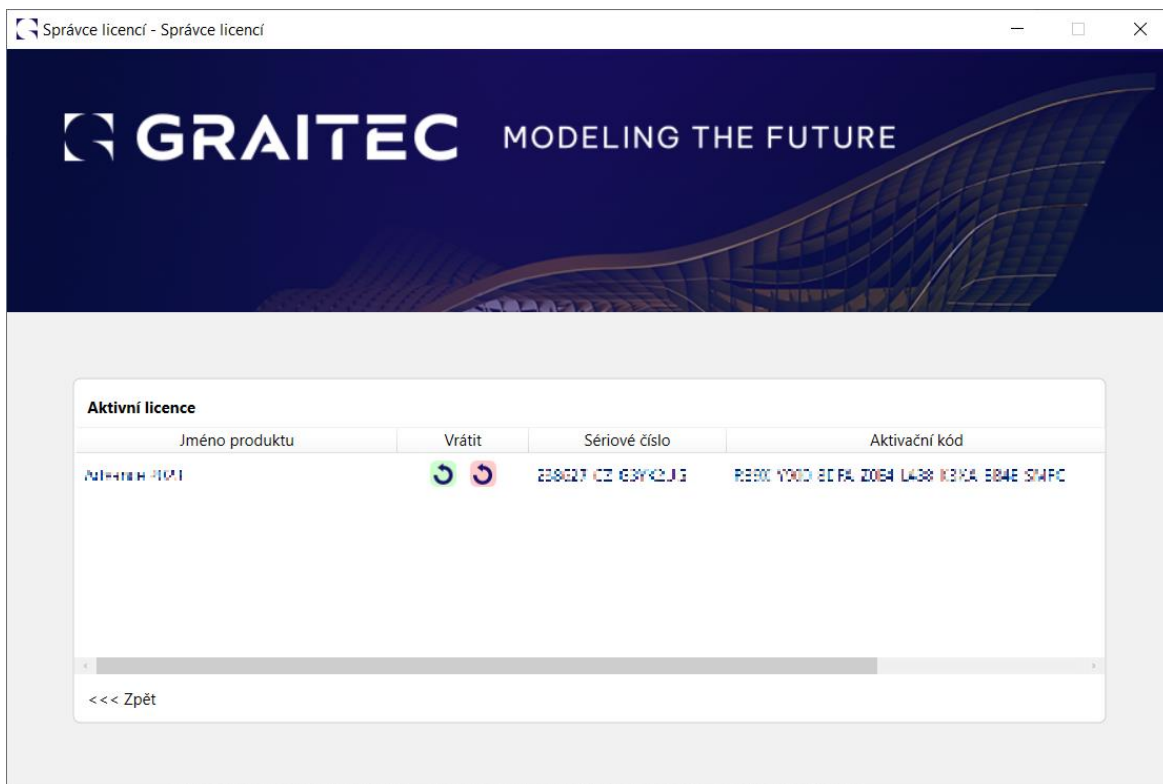 Správce licencí - Správce licencí
GRAITEC MODELING THE FUTURE
Aktivní licence
Jméno produktu Vrátit Sériové číslo Aktivační kód
<<< Zpět